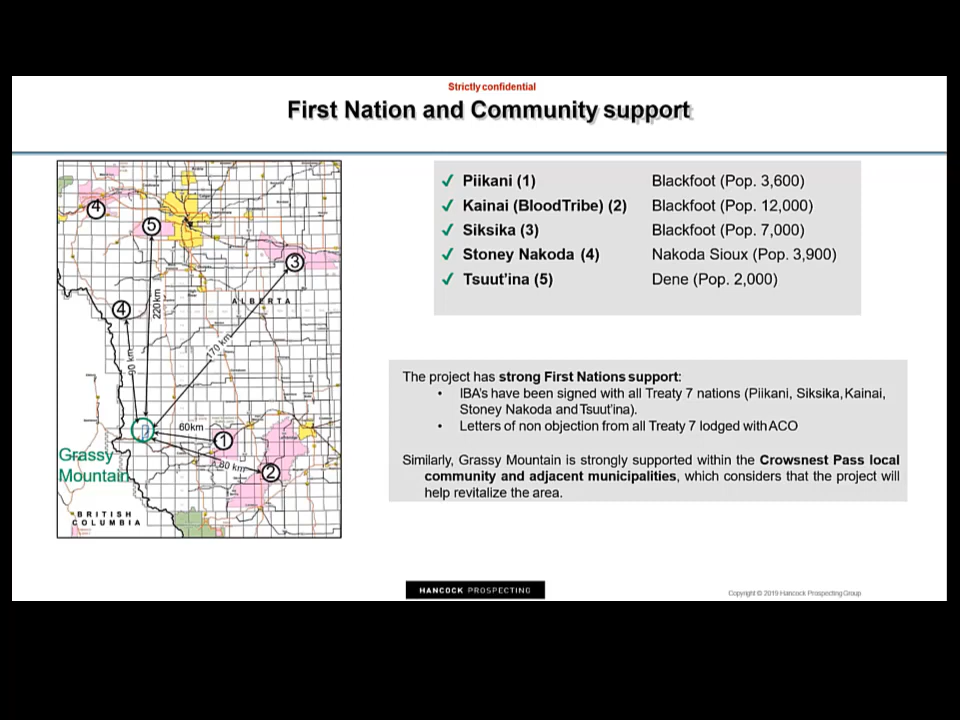 Strictly confidential
First Nation and Community support
✓ Piikani (1) Blackfoot (Pop. 3,600)
✓ Kainai (BloodTribe) (2) Blackfoot (Pop. 12,000)
✓ Siksika (3) Blackfoot (Pop. 7,000)
✓ Stoney Nakoda (4) Nakoda Sioux (Pop. 3,900)
✓ Tsuut'ina (5) Dene (Pop. 2,000)
4
5
3
ALBERTA
4
220km
170 km
90 km
60km
1
80 km
2
Grassy
Mountain
BRITISH
COLUMBIA
The project has strong First Nations support:
• IBA's have been signed with all Treaty 7 nations (Piikani, Siksika, Kainai,
Stoney Nakoda and Tsuut'ina).
• Letters of non objection from all Treaty 7 lodged with ACO
Similarly, Grassy Mountain is strongly supported within the Crowsnest Pass local
community and adjacent municipalities, which considers that the project will
help revitalize the area.
HANCOCK PROSPECTING
Copyright © 2019 Hancock Prospecting Group